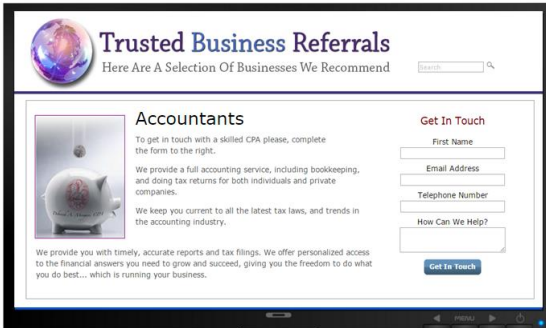 Trusted Business Referrals
Here Are A Selection Of Businesses We Recommend
Search
Accountants
To get in touch with a skilled CPA please, complete
the form to the right.
We provide a full accounting service, including bookkeeping,
and doing tax returns for both individuals and private
companies.
We keep you current to all the latest tax laws, and trends in
the accounting industry.
We provide you with timely, accurate reports and tax filings. We offer personalized access
to the financial answers you need to grow and succeed, giving you the freedom to do what
you do best... which is running your business.
Get In Touch
First Name
Email Address
Telephone Number
How Can We Help?
Get In Touch
MENU